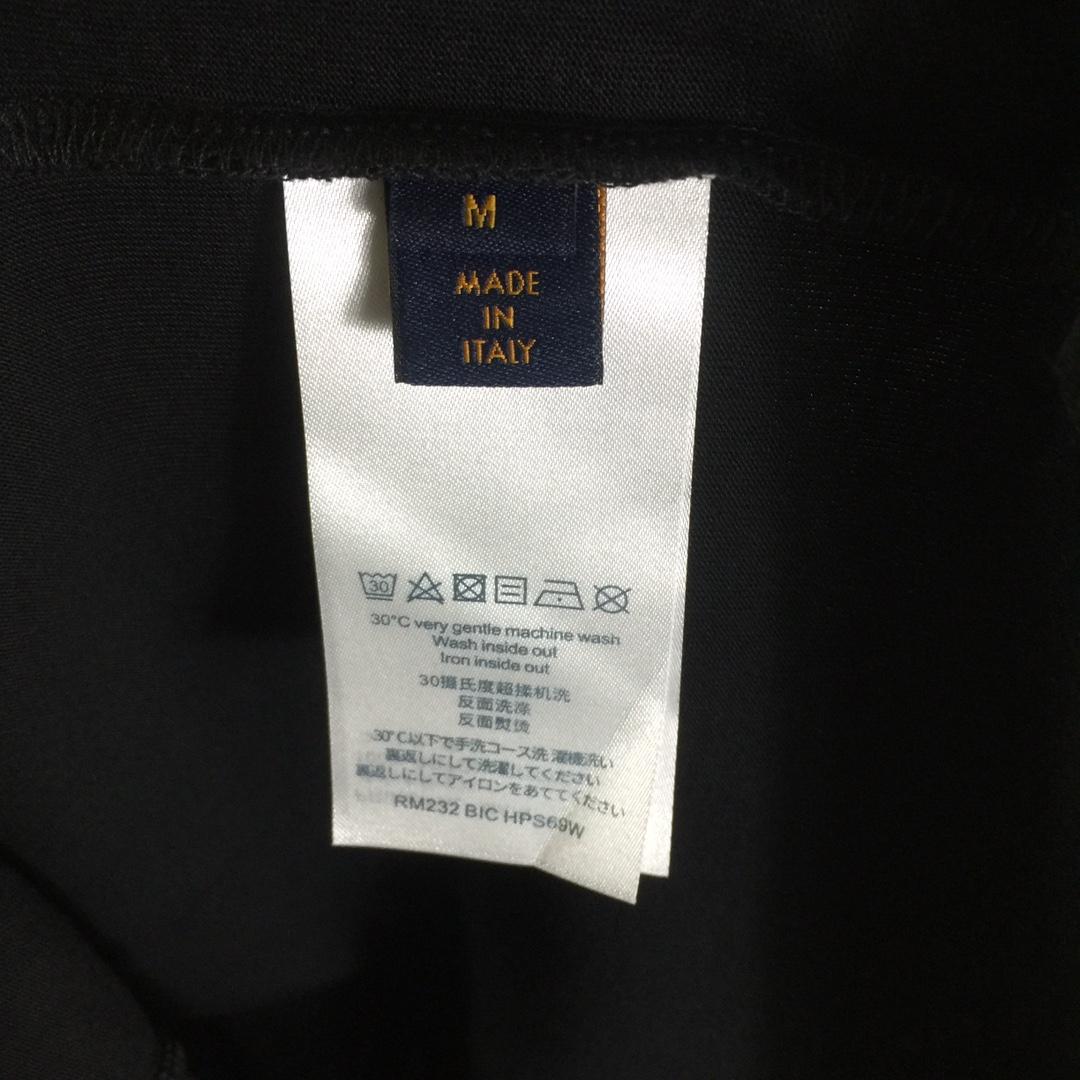 M
MADE
IN
ITALY
30
30°C very gentle machine wash
Wash inside out
Iron inside out
30摄氏度超揉机洗
反面洗涤
反面熨烫
30℃以下で手洗コース洗 濯機洗い
裏返しにして洗濯してください
裏返しにしてアイロンをあててください
RM232 BIC HPS69W